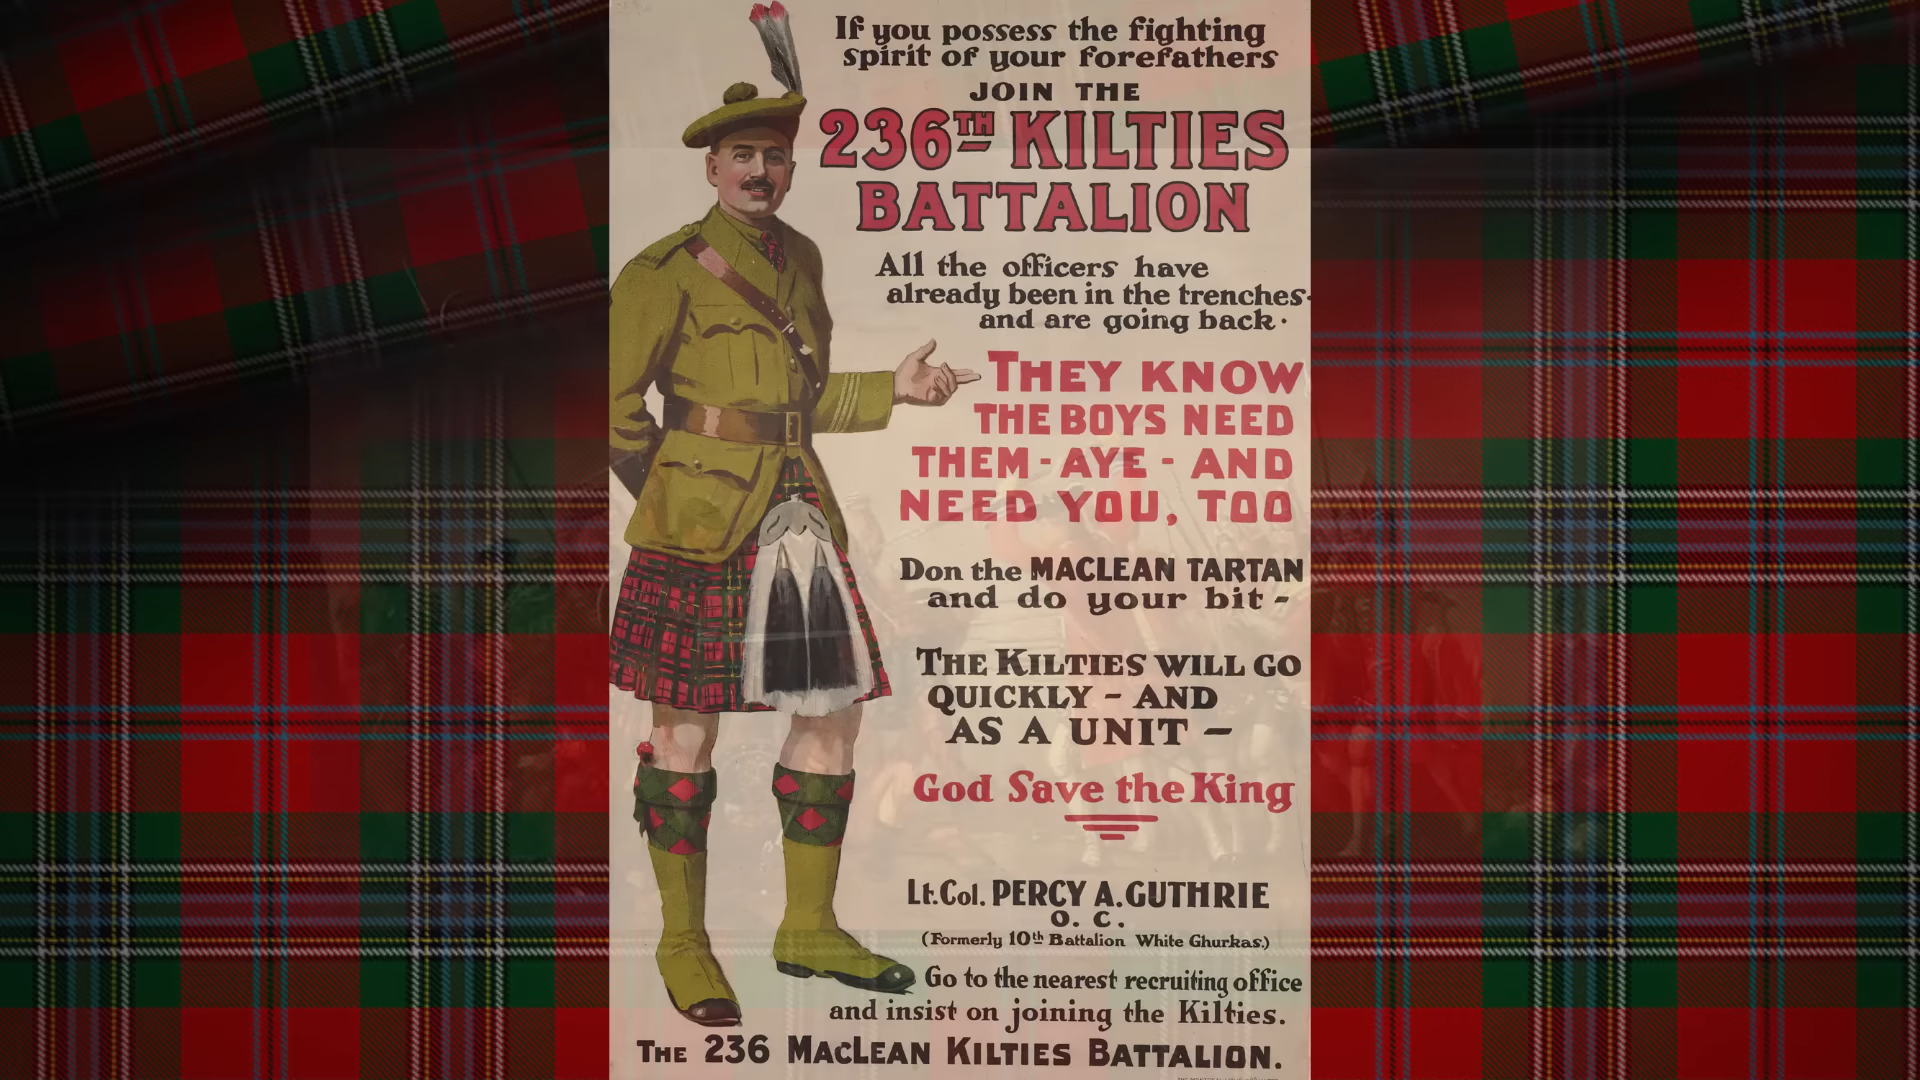 If you possess the fighting
spirit of your forefathers
JOIN THE
236TH KILTIES
BATTALION
All the officers have
already been in the trenches-
and are going back.
THEY KNOW
THE BOYS NEED
THEM - AYE - AND
NEED YOU, TOO
Don the MACLEAN TARTAN
and do your bit -
THE KILTIES WILL GO
QUICKLY - AND
AS A UNIT -
God Save the King
Lt. Col. PERCY A. GUTHRIE
O. C.
(Formerly 10th Battalion White Ghurkas.)
Go to the nearest recruiting office
and insist on joining the Kilties.
THE 236 MACLEAN KILTIES BATTALION.